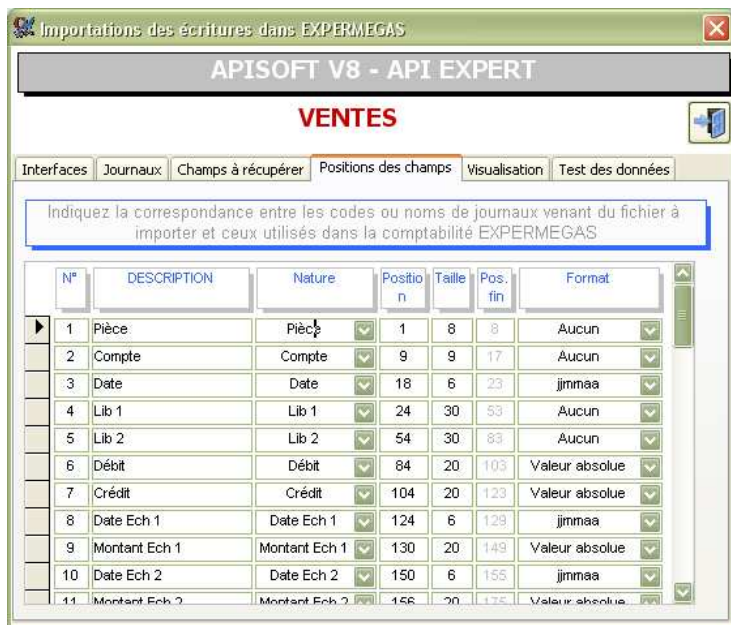 Importations des écritures dans EXPERMEGAS
APISOFT V8 - API EXPERT
VENTES
Interfaces Journaux Champs à récupérer Positions des champs Visualisation Test des données
Indiquez la correspondance entre les codes ou noms de journaux venant du fichier à
importer et ceux utilisés dans la comptabilité EXPERMEGAS
N° DESCRIPTION Nature Positio Taille Pos. Format
n fin
1 Pièce Pièce 1 8 8 Aucun
2 Compte Compte 9 9 17 Aucun
3 Date Date 18 6 23 jjmmaa
4 Lib 1 Lib 1 24 30 53 Aucun
5 Lib 2 Lib 2 54 30 83 Aucun
6 Débit Débit 84 20 103 Valeur absolue
7 Crédit Crédit 104 20 123 Valeur absolue
8 Date Ech 1 Date Ech 1 124 6 129 jjmmaa
9 Montant Ech 1 Montant Ech 1 130 20 149 Valeur absolue
10 Date Ech 2 Date Ech 2 150 6 155 jjmmaa
11 Montant Ech 2 Montant Ech 2 156 20 175 Valeur absolue